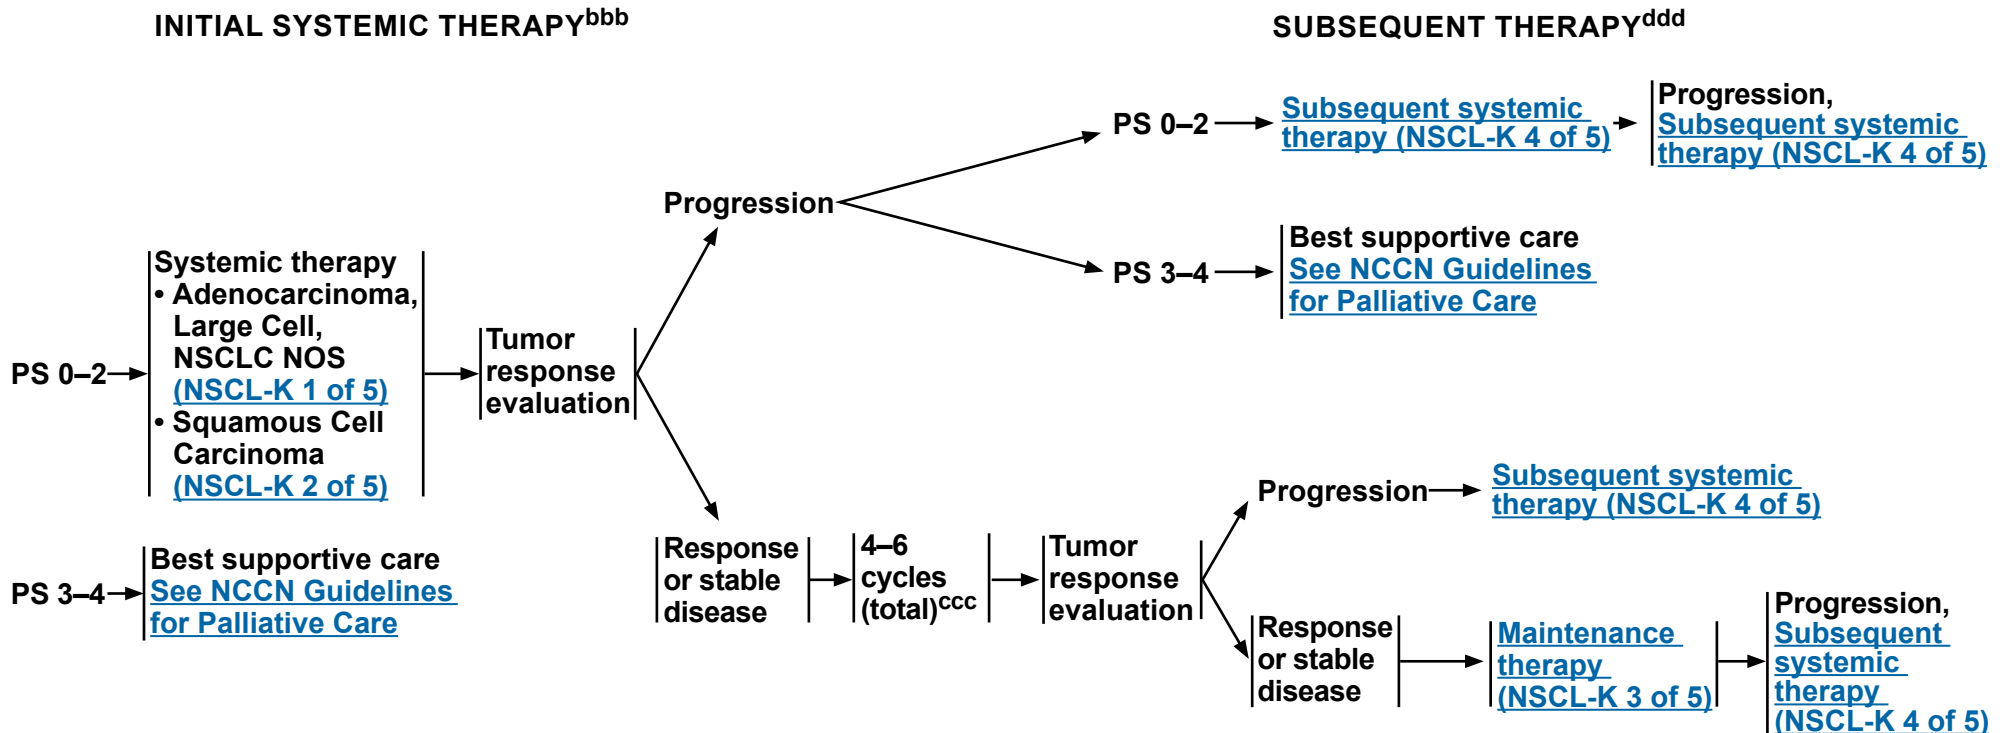 INITIAL SYSTEMIC THERAPYbbb
SUBSEQUENT THERAPYddd
PS 0–2
Systemic therapy
• Adenocarcinoma,
Large Cell,
NSCLC NOS
(NSCL-K 1 of 5)
• Squamous Cell
Carcinoma
(NSCL-K 2 of 5)
PS 3–4
Best supportive care
See NCCN Guidelines
for Palliative Care
Tumor
response
evaluation
Progression
PS 0–2
Subsequent systemic
therapy (NSCL-K 4 of 5)
Progression,
Subsequent systemic
therapy (NSCL-K 4 of 5)
PS 3–4
Best supportive care
See NCCN Guidelines
for Palliative Care
Response
or stable
disease
4–6
cycles
(total)ccc
Tumor
response
evaluation
Progression
Subsequent systemic
therapy (NSCL-K 4 of 5)
Response
or stable
disease
Maintenance
therapy
(NSCL-K 3 of 5)
Progression,
Subsequent
systemic
therapy
(NSCL-K 4 of 5)